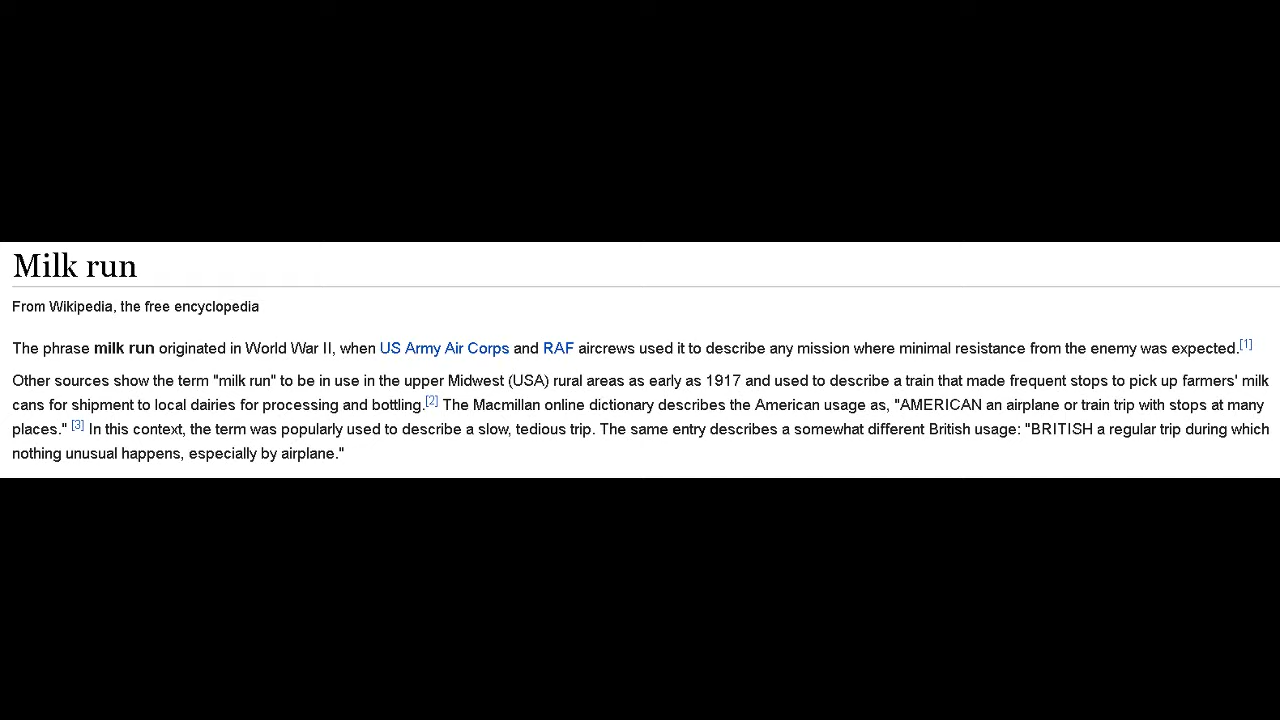 Milk run
From Wikipedia, the free encyclopedia
The phrase milk run originated in World War II, when US Army Air Corps and RAF aircrews used it to describe any mission where minimal resistance from the enemy was expected.[1]
Other sources show the term "milk run" to be in use in the upper Midwest (USA) rural areas as early as 1917 and used to describe a train that made frequent stops to pick up farmers' milk
cans for shipment to local dairies for processing and bottling.[2] The Macmillan online dictionary describes the American usage as, "AMERICAN an airplane or train trip with stops at many
places." [3] In this context, the term was popularly used to describe a slow, tedious trip. The same entry describes a somewhat different British usage: "BRITISH a regular trip during which
nothing unusual happens, especially by airplane."